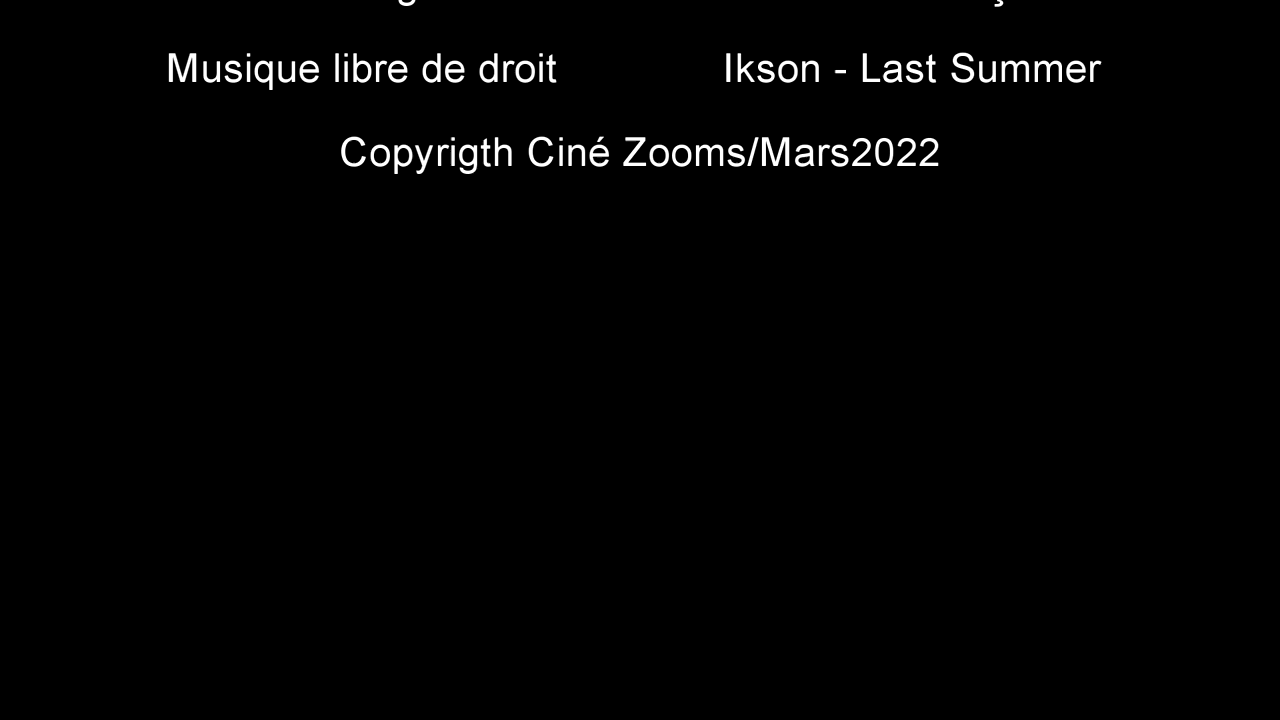 Musique libre de droit Ikson - Last Summer
Copyrigth Ciné Zooms/Mars2022